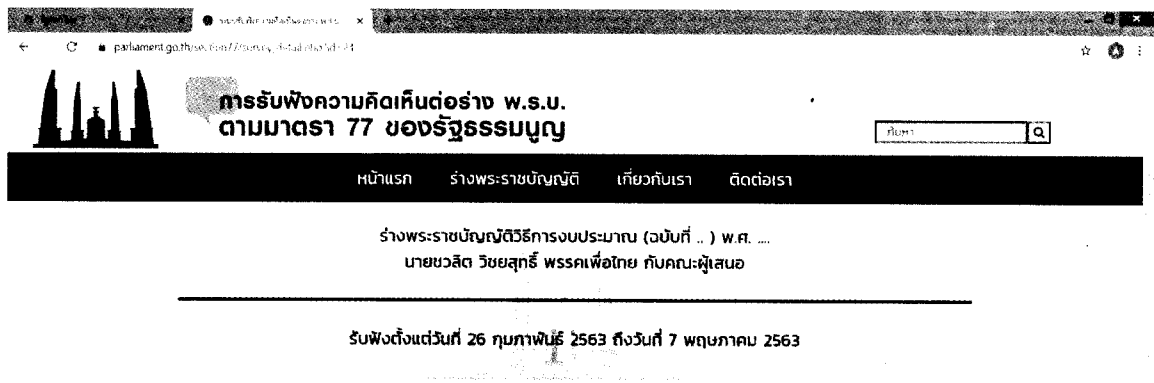 parliament.go.th/
การรับฟังความคิดเห็นต่อร่าง พ.ร.บ.
ตามมาตรา 77 ของรัฐธรรมนูญ
ค้นหา
หน้าแรก ร่างพระราชบัญญัติ เกี่ยวกับเรา ติดต่อเรา
ร่างพระราชบัญญัติวิธีการงบประมาณ (ฉบับที่ .. ) พ.ศ. ....
นายชวลิต วิชยสุทธิ์ พรรคเพื่อไทย กับคณะผู้เสนอ
รับฟังตั้งแต่วันที่ 26 กุมภาพันธ์ 2563 ถึงวันที่ 7 พฤษภาคม 2563